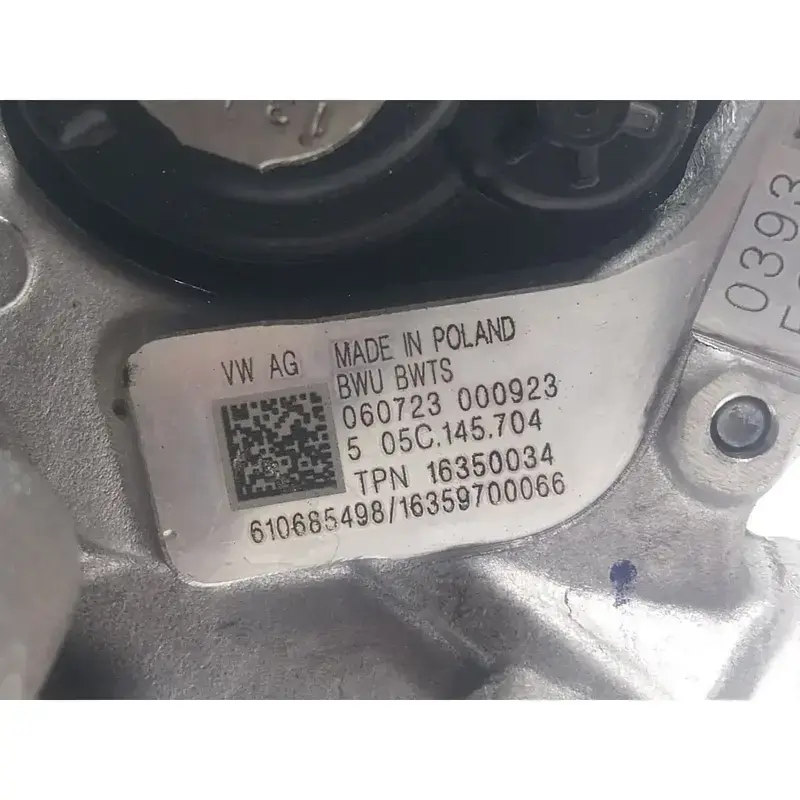 VW AG
MADE IN POLAND
BWU BWTS
060723 000923
5 05C.145.704
TPN 16350034
610685498/16359700066
0393